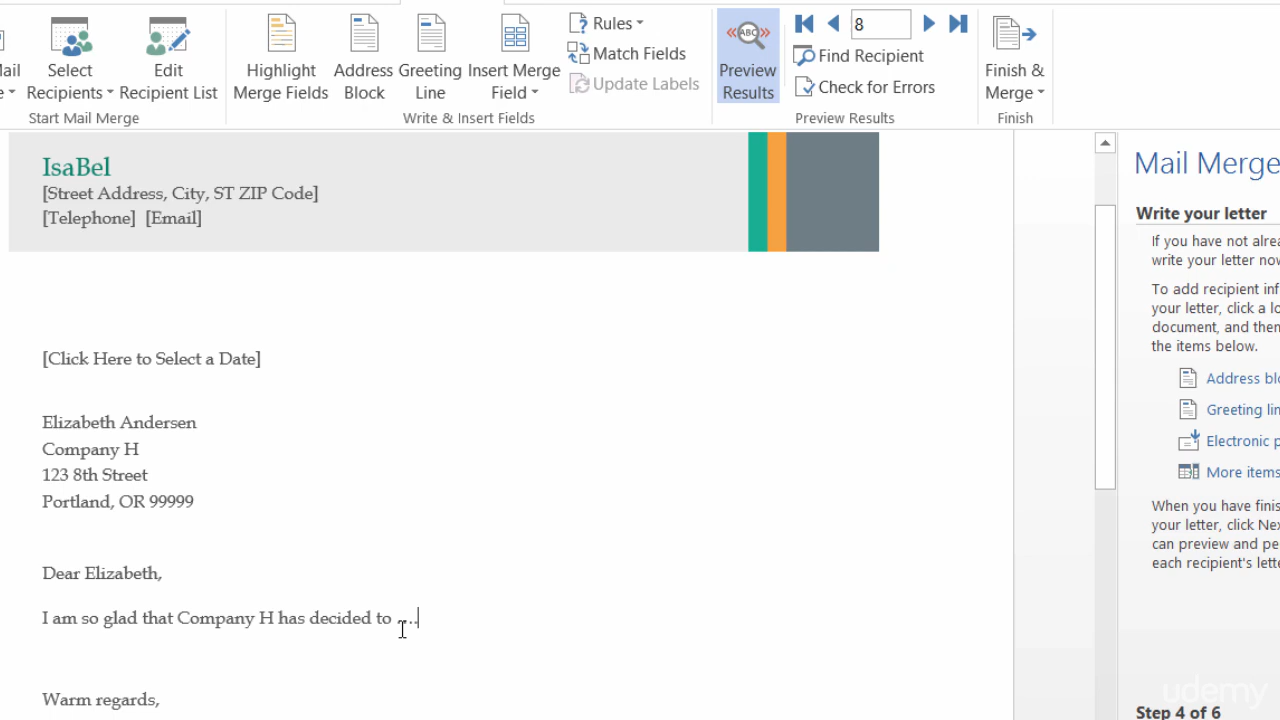 Rules
8
Match Fields
Find Recipient
Select
Recipients
Edit
Recipient List
Highlight
Merge Fields
Address
Block
Greeting
Line
Insert Merge
Field
Update Labels
Preview
Results
Check for Errors
Finish &
Merge
Start Mail Merge
Write & Insert Fields
Preview Results
Finish
IsaBel
[Street Address, City, ST ZIP Code]
[Telephone] [Email]
[Click Here to Select a Date]
Elizabeth Andersen
Company H
123 8th Street
Portland, OR 99999
Dear Elizabeth,
I am so glad that Company H has decided to ....
Warm regards,
Mail Merge
Write your letter
If you have not alrea
write your letter now
To add recipient inf
your letter, click a lo
document, and then
the items below.
Address blo
Greeting lin
Electronic p
More items
When you have finis
your letter, click Nex
can preview and pe
each recipient's lette
Step 4 of 6
udemy